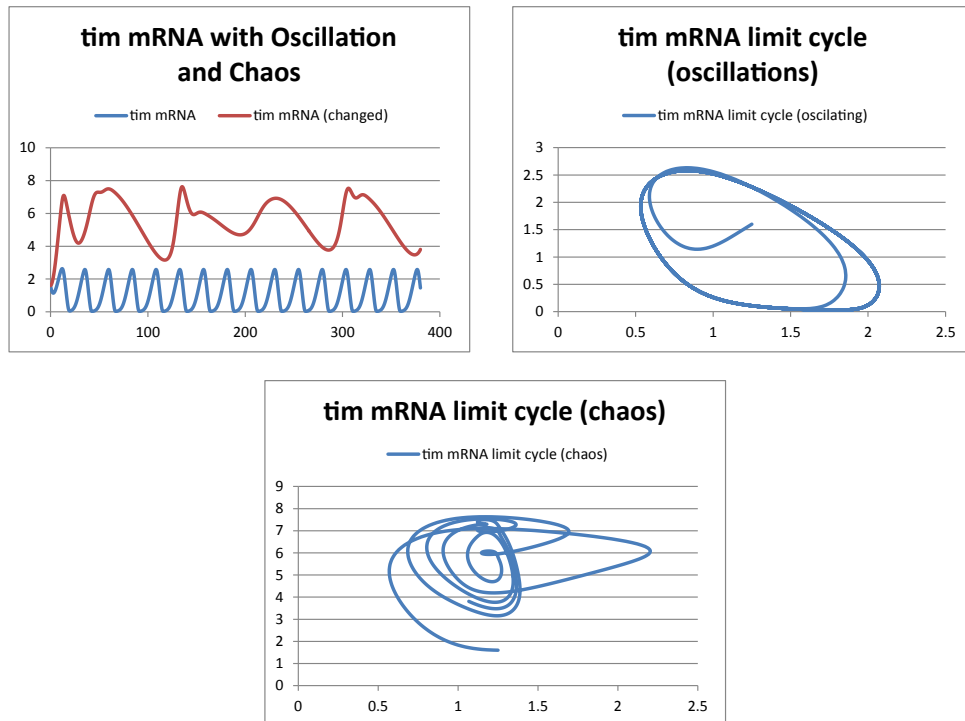 tim mRNA with Oscillation
and Chaos
tim mRNA
tim mRNA (changed)
10
8
6
4
2
0
0 100 200 300 400
tim mRNA limit cycle
(oscillations)
tim mRNA limit cycle (oscilating)
3
2.5
2
1.5
1
0.5
0
0 0.5 1 1.5 2 2.5
tim mRNA limit cycle (chaos)
tim mRNA limit cycle (chaos)
9
8
7
6
5
4
3
2
1
0
0 0.5 1 1.5 2 2.5